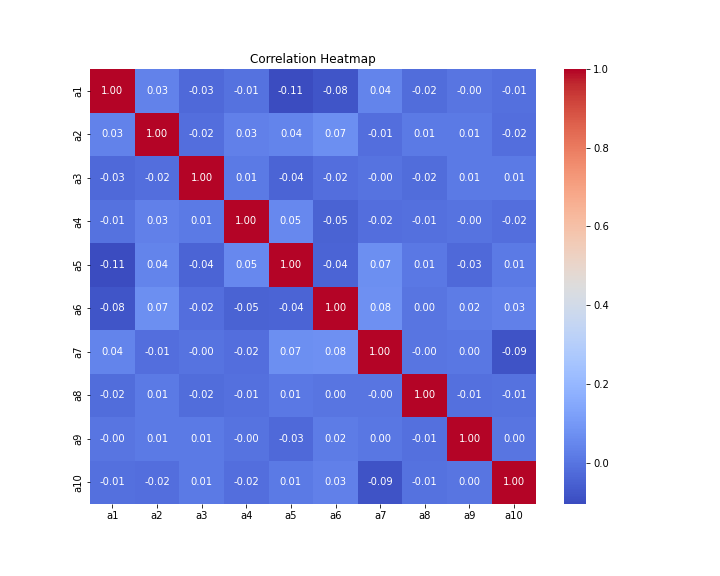 Correlation Heatmap
a1 1.00 0.03 -0.03 -0.01 -0.11 -0.08 0.04 -0.02 -0.00 -0.01
a2 0.03 1.00 -0.02 0.03 0.04 0.07 -0.01 0.01 0.01 -0.02
a3 -0.03 -0.02 1.00 0.01 -0.04 -0.02 -0.00 -0.02 0.01 0.01
a4 -0.01 0.03 0.01 1.00 0.05 -0.05 -0.02 -0.01 -0.00 -0.02
a5 -0.11 0.04 -0.04 0.05 1.00 -0.04 0.07 0.01 -0.03 0.01
a6 -0.08 0.07 -0.02 -0.05 -0.04 1.00 0.08 0.00 0.02 0.03
a7 0.04 -0.01 -0.00 -0.02 0.07 0.08 1.00 -0.00 0.00 -0.09
a8 -0.02 0.01 -0.02 -0.01 0.01 0.00 -0.00 1.00 -0.01 -0.01
a9 -0.00 0.01 0.01 -0.00 -0.03 0.02 0.00 -0.01 1.00 0.00
a10 -0.01 -0.02 0.01 -0.02 0.01 0.03 -0.09 -0.01 0.00 1.00
a1 a2 a3 a4 a5 a6 a7 a8 a9 a10
1.0
0.8
0.6
0.4
0.2
0.0